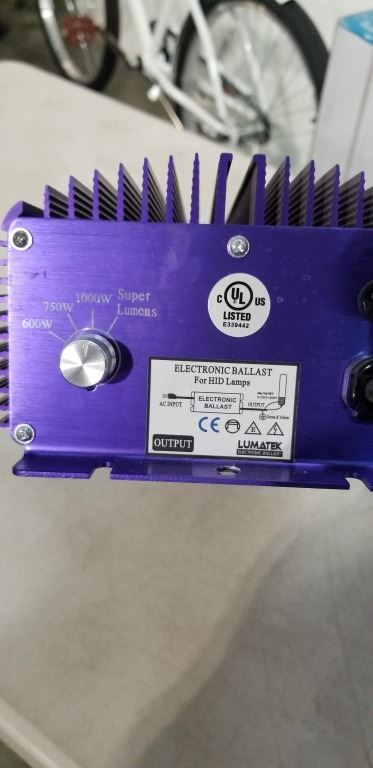 1000W Super
750W Lumens
600W
C UL US
LISTED
E339442
ELECTRONIC BALLAST
For HID Lamps
AC INPUT
ELECTRONIC
BALLAST
OUTPUT
Green & Yellow
CE
OUTPUT
LUMATEK
ELECTRONIC BALLAST